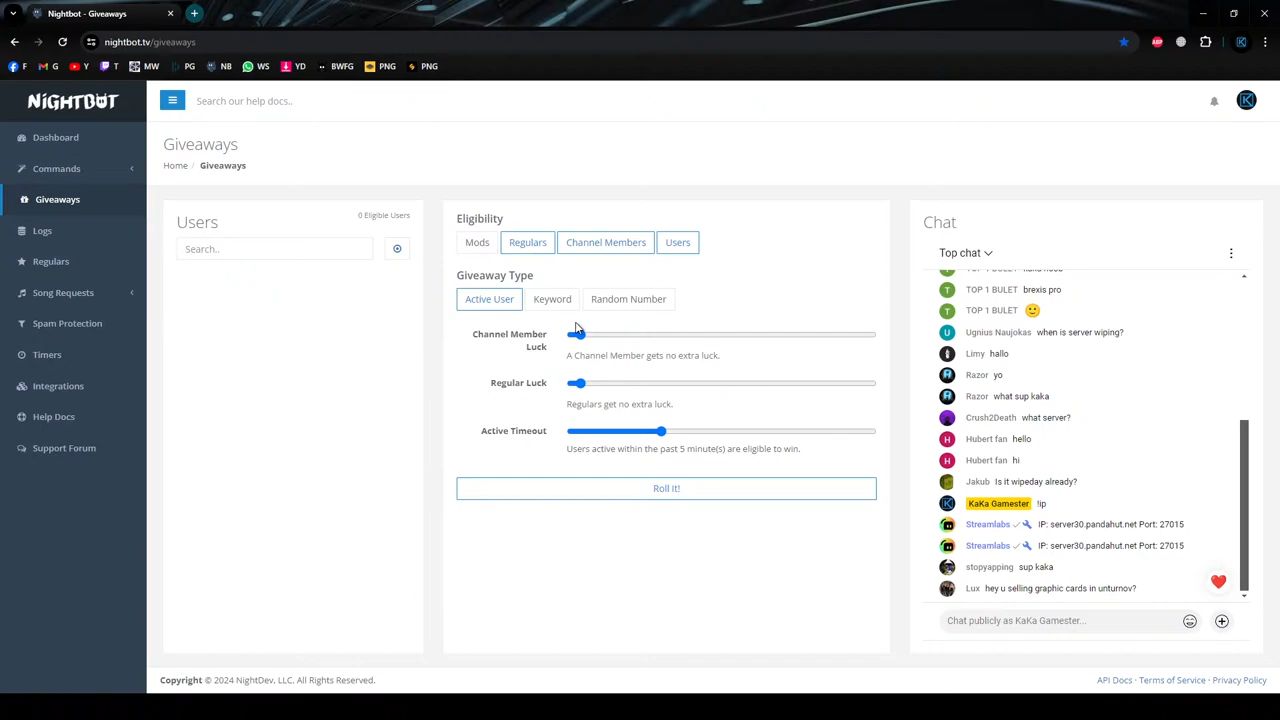 Nightbot - Giveaways
nightbot.tv/giveaways
F M G Y T MW PG NB WS YD BWFG PNG PNG
NiGHTBOT
Search our help docs..
Dashboard
Commands
Giveaways
Logs
Regulars
Song Requests
Spam Protection
Timers
Integrations
Help Docs
Support Forum
Giveaways
Home / Giveaways
Users
0 Eligible Users
Search..
Eligibility
Mods Regulars Channel Members Users
Giveaway Type
Active User Keyword Random Number
Channel Member Luck
A Channel Member gets no extra luck.
Regular Luck
Regulars get no extra luck.
Active Timeout
Users active within the past 5 minute(s) are eligible to win.
Roll It!
Chat
Top chat
T TOP 1 BULET brexis pro
T TOP 1 BULET 🙂
U Ugnius Naujokas when is server wiping?
Limy hallo
Razor yo
Razor what sup kaka
Crush2Death what server?
H Hubert fan hello
H Hubert fan hi
Jakub Is it wipeday already?
KaKa Gamester !ip
Streamlabs IP: server30.pandahut.net Port: 27015
Streamlabs IP: server30.pandahut.net Port: 27015
stopyapping sup kaka
Lux hey u selling graphic cards in unturnov?
Chat publicly as KaKa Gamester...
Copyright © 2024 NightDev, LLC. All Rights Reserved.
API Docs · Terms of Service · Privacy Policy